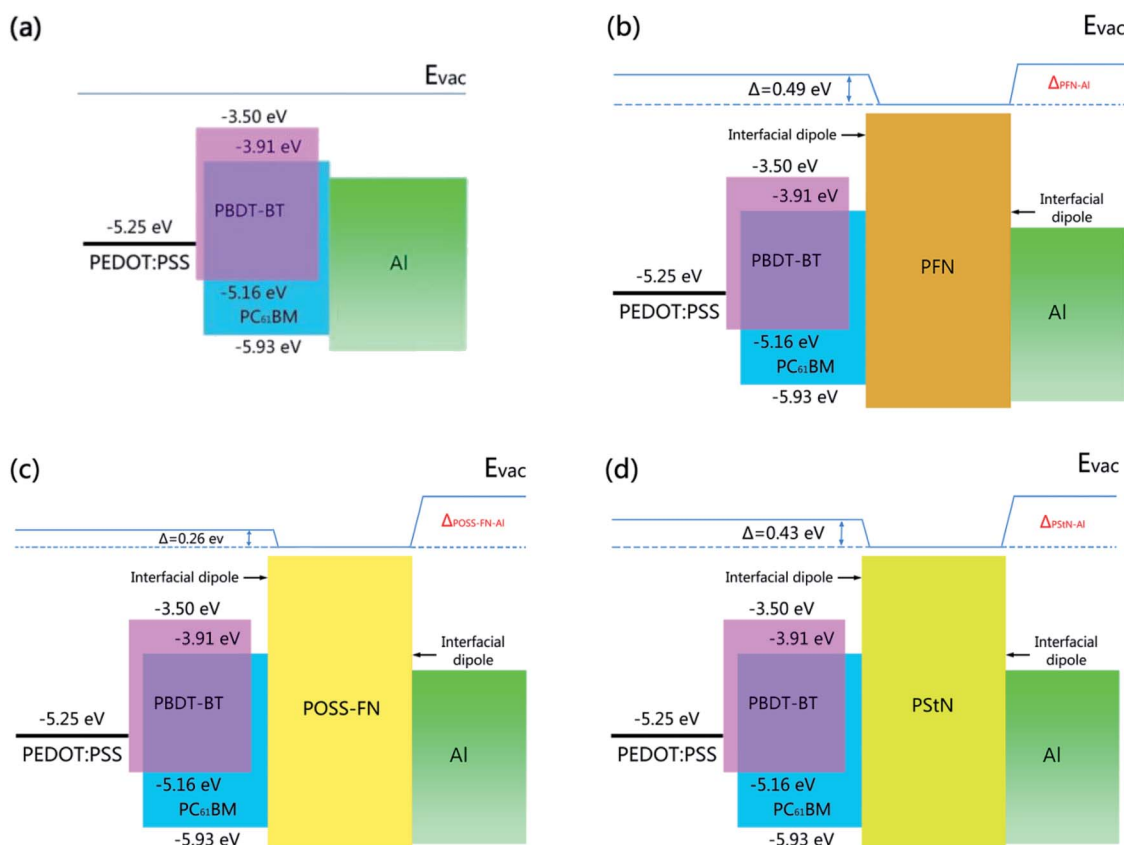 (a)
Evac
-3.50 eV
-3.91 eV
PBDT-BT
-5.25 eV
PEDOT:PSS
Al
-5.16 eV
PC₆₁BM
-5.93 eV
(b)
Evac
Δ=0.49 eV
ΔPFN-Al
Interfacial dipole
-3.50 eV
-3.91 eV
Interfacial
dipole
PBDT-BT
PFN
-5.25 eV
PEDOT:PSS
Al
-5.16 eV
PC₆₁BM
-5.93 eV
(c)
Evac
Δ=0.26 ev
ΔPOSS-FN-Al
Interfacial dipole
-3.50 eV
-3.91 eV
Interfacial
dipole
PBDT-BT
POSS-FN
-5.25 eV
PEDOT:PSS
Al
-5.16 eV
PC₆₁BM
-5.93 eV
(d)
Evac
Δ=0.43 eV
ΔPStN-Al
Interfacial dipole
-3.50 eV
-3.91 eV
Interfacial
dipole
PBDT-BT
PStN
-5.25 eV
PEDOT:PSS
Al
-5.16 eV
PC₆₁BM
-5.93 eV